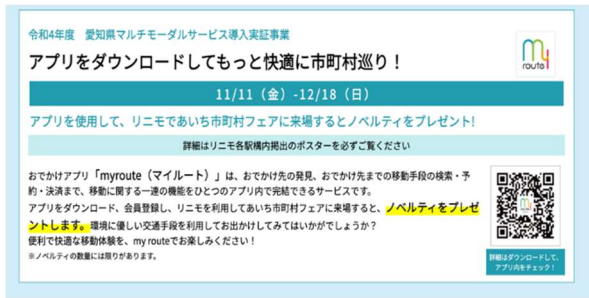 令和4年度 愛知県マルチモーダルサービス導入実証事業
アプリをダウンロードしてもっと快適に市町村巡り！
my
route
11/11（金）-12/18（日）
アプリを使用して、リニモであいち市町村フェアに来場するとノベルティをプレゼント!
詳細はリニモ各駅構内掲出のポスターを必ずご覧ください
おでかけアプリ「myroute（マイルート）」は、おでかけ先の発見、おでかけ先までの移動手段の検索・予
約・決済まで、移動に関する一連の機能をひとつのアプリ内で完結できるサービスです。
アプリをダウンロード、会員登録し、リニモを利用してあいち市町村フェアに来場すると、ノベルティをプレゼ
ントします。環境に優しい交通手段を利用してお出かけしてみてはいかがでしょうか？
便利で快適な移動体験を、my routeでお楽しみください！
※ノベルティの数量には限りがあります。
詳細はダウンロードして、
アプリ内をチェック！